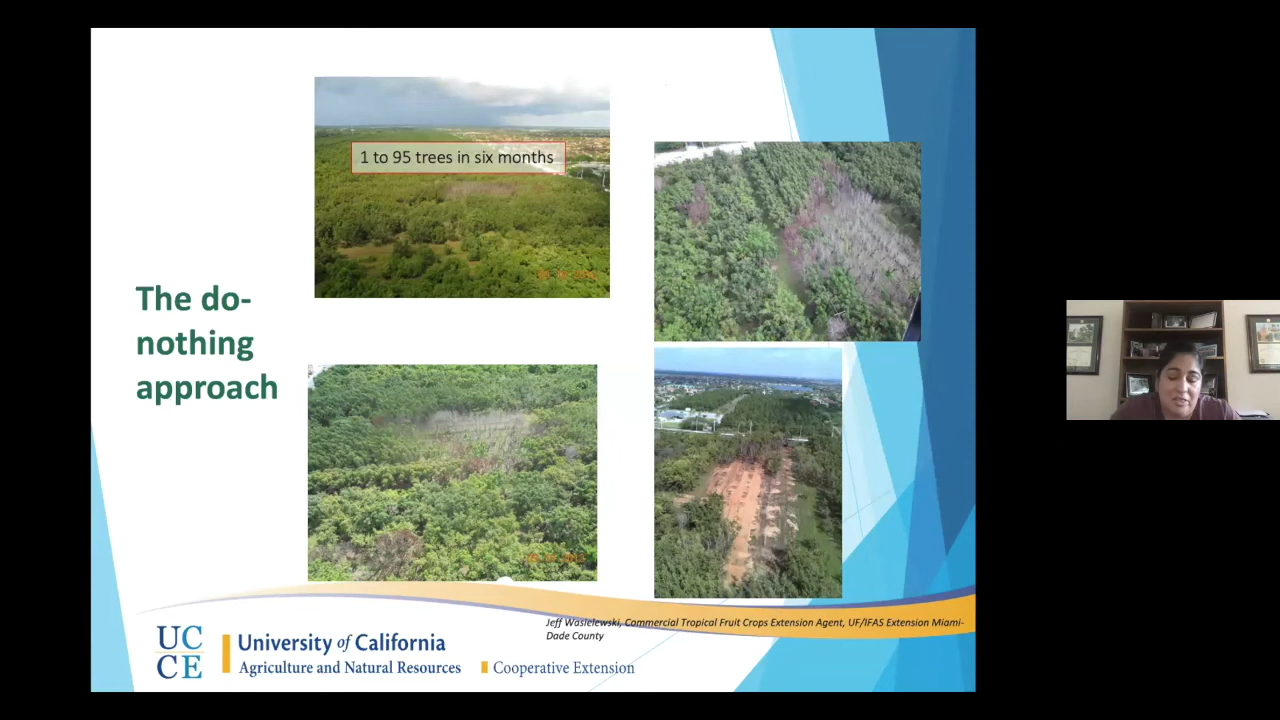 1 to 95 trees in six months
The do-
nothing
approach
Jeff Wasielewski, Commercial Tropical Fruit Crops Extension Agent, UF/IFAS Extension Miami-
Dade County
UC
CE
University of California
Agriculture and Natural Resources
Cooperative Extension